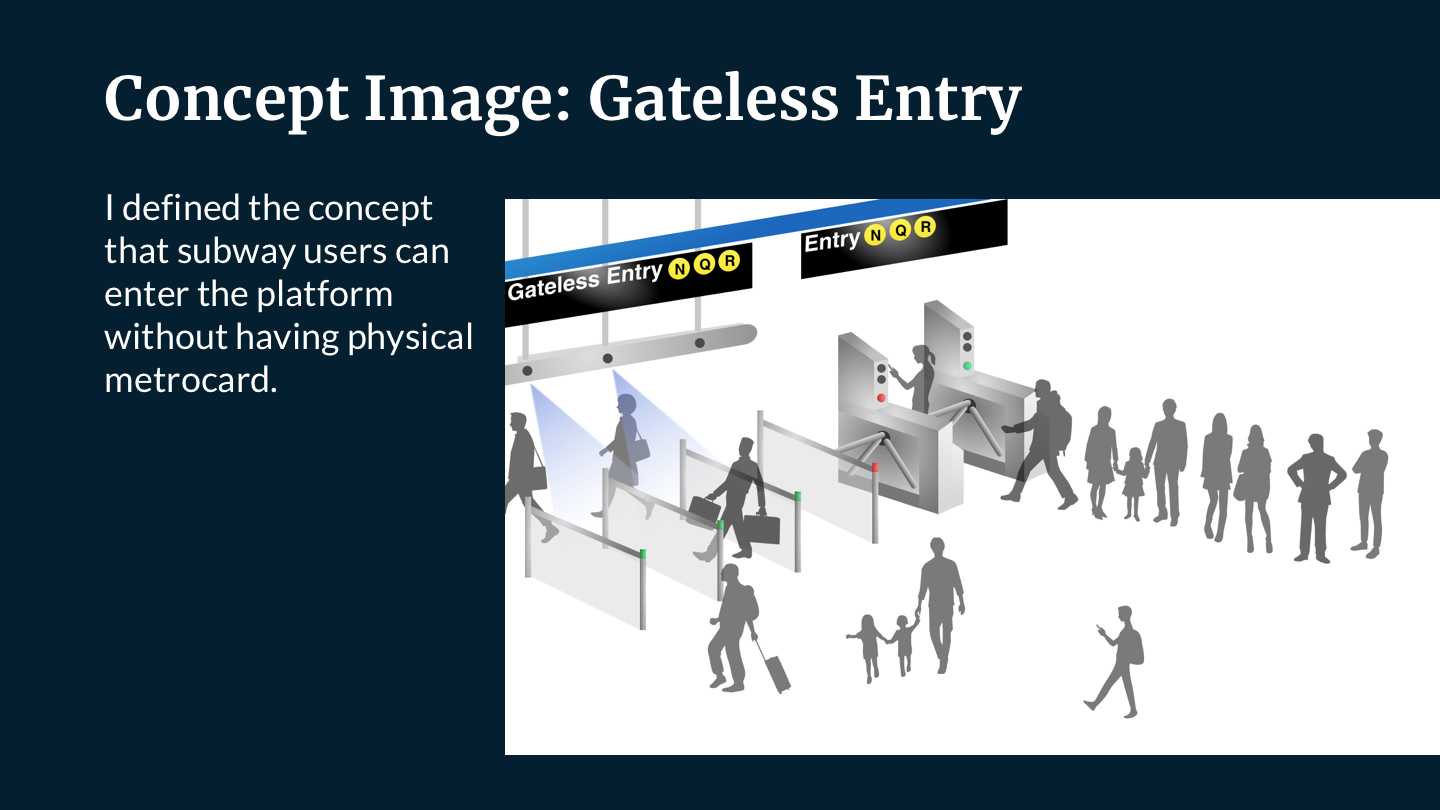 Concept Image: Gateless Entry
I defined the concept
that subway users can
enter the platform
without having physical
metrocard.
Gateless Entry N Q R
Entry N Q R